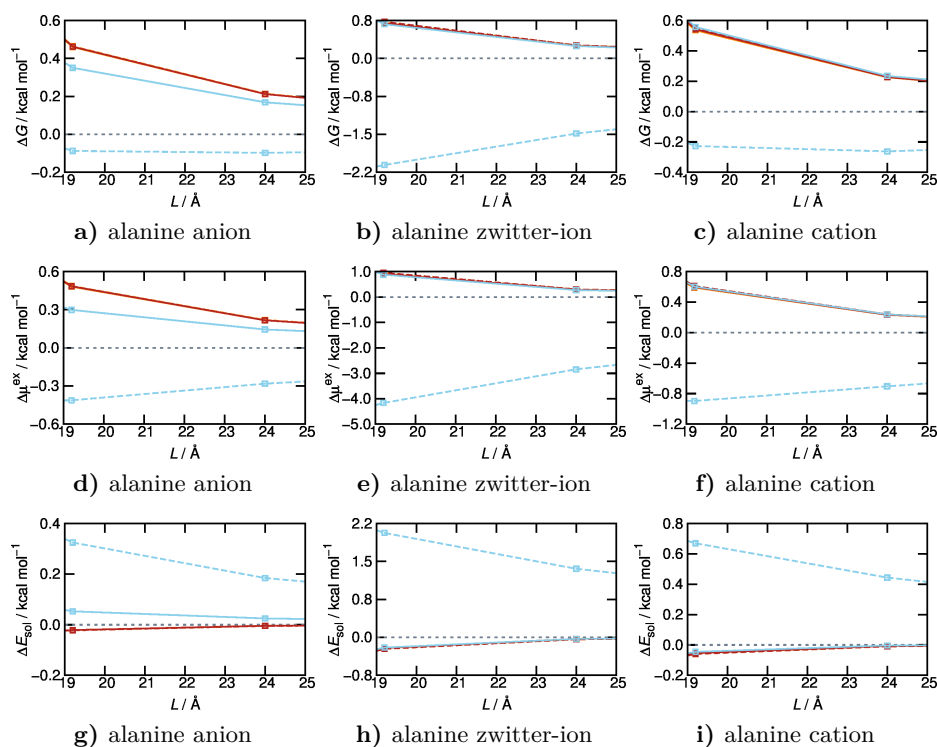 0.6
0.4
0.2
0.0
−0.2
ΔG / kcal mol⁻¹
19 20 21 22 23 24 25
L / Å
a) alanine anion
0.8
0.0
−0.8
−1.5
−2.2
ΔG / kcal mol⁻¹
19 20 21 22 23 24 25
L / Å
b) alanine zwitter-ion
0.6
0.4
0.2
0.0
−0.2
−0.4
ΔG / kcal mol⁻¹
19 20 21 22 23 24 25
L / Å
c) alanine cation
0.6
0.3
0.0
−0.3
−0.6
Δμᵉˣ / kcal mol⁻¹
19 20 21 22 23 24 25
L / Å
d) alanine anion
1.0
0.0
−1.0
−2.0
−3.0
−4.0
−5.0
Δμᵉˣ / kcal mol⁻¹
19 20 21 22 23 24 25
L / Å
e) alanine zwitter-ion
0.8
0.4
0.0
−0.4
−0.8
−1.2
Δμᵉˣ / kcal mol⁻¹
19 20 21 22 23 24 25
L / Å
f) alanine cation
0.4
0.2
0.0
−0.2
ΔE_sol / kcal mol⁻¹
19 20 21 22 23 24 25
L / Å
g) alanine anion
2.2
1.5
0.8
0.0
−0.8
ΔE_sol / kcal mol⁻¹
19 20 21 22 23 24 25
L / Å
h) alanine zwitter-ion
0.8
0.6
0.4
0.2
0.0
−0.2
ΔE_sol / kcal mol⁻¹
19 20 21 22 23 24 25
L / Å
i) alanine cation